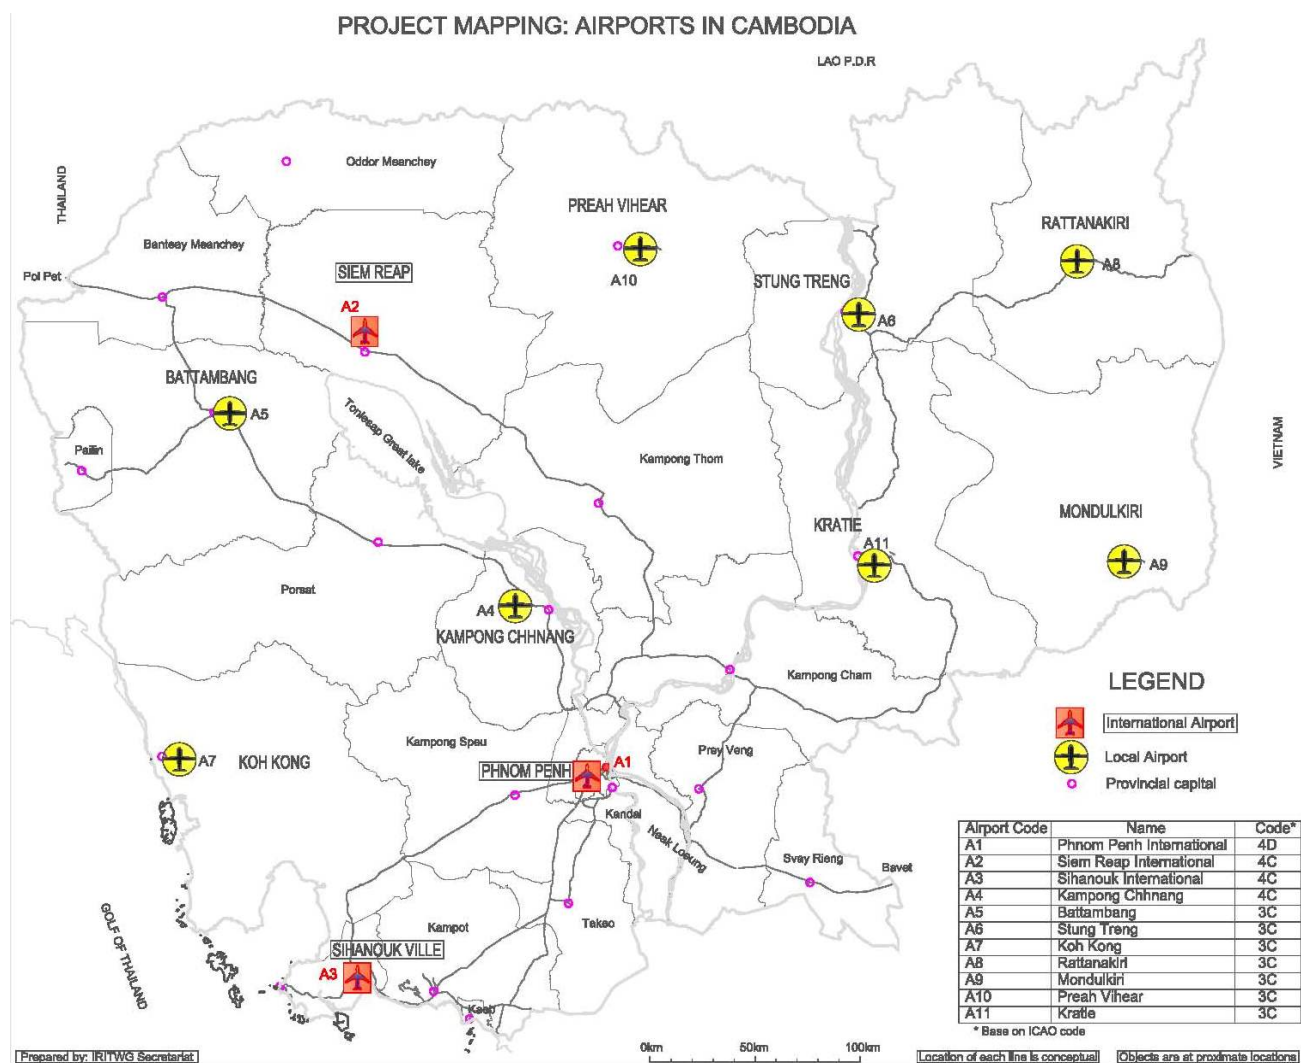 PROJECT MAPPING: AIRPORTS IN CAMBODIA
LAO P.D.R
THAILAND
Oddor Meanchey
PREAH VIHEAR
RATTANAKIRI
Banteay Meanchey
SIEM REAP
Poi Pet
A10
A8
STUNG TRENG
A2
A6
BATTAMBANG
A5
Tonlesap Great lake
Pailin
Kampong Thom
VIETNAM
KRATIE
A11
MONDULKIRI
A9
Porsat
A4
KAMPONG CHHNANG
Kampong Cham
LEGEND
International Airport
Local Airport
Provincial capital
Kampong Speu
Prey Veng
A7
KOH KONG
PHNOM PENH
A1
Kandal
Neak Loeung
Svay Rieng
Bavet
GOLF OF THAILAND
Kampot
Takeo
SIHANOUK VILLE
A3
Kaeb
Airport Code Name Code*
A1 Phnom Penh International 4D
A2 Siem Reap International 4C
A3 Sihanouk International 4C
A4 Kampong Chhnang 4C
A5 Battambang 3C
A6 Stung Treng 3C
A7 Koh Kong 3C
A8 Rattanakiri 3C
A9 Mondulkiri 3C
A10 Preah Vihear 3C
A11 Kratie 3C
* Base on ICAO code
0km 50km 100km
Prepared by: IRITWG Secretariat
Location of each line is conceptual
Objects are at proximate locations